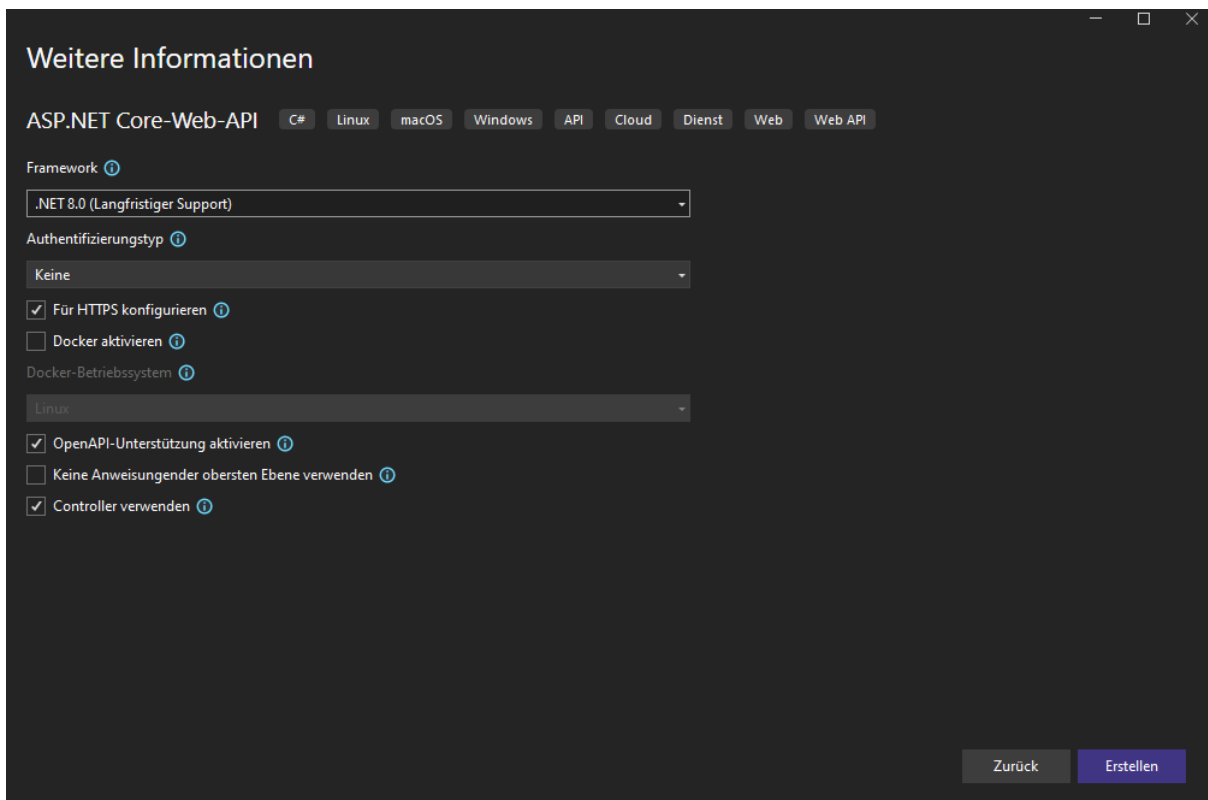 Weitere Informationen
ASP.NET Core-Web-API C# Linux macOS Windows API Cloud Dienst Web Web API
Framework
.NET 8.0 (Langfristiger Support)
Authentifizierungstyp
Keine
Für HTTPS konfigurieren
Docker aktivieren
Docker-Betriebssystem
Linux
OpenAPI-Unterstützung aktivieren
Keine Anweisungender obersten Ebene verwenden
Controller verwenden
Zurück Erstellen